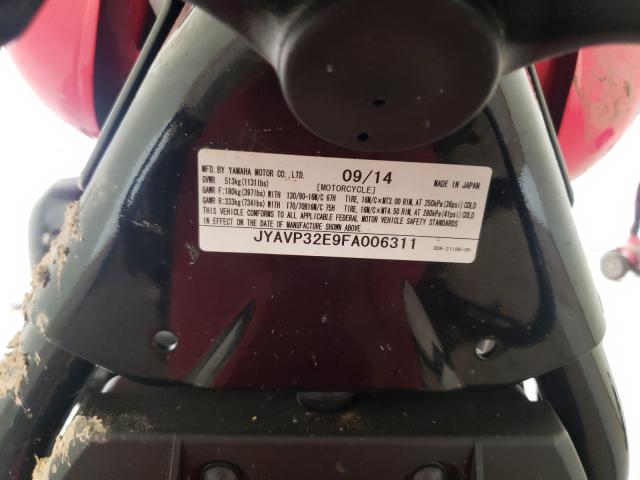 MFD. BY YAMAHA MOTOR CO., LTD. 09/14 MADE IN JAPAN
GVWR 513kg(1131lbs) [MOTORCYCLE]
GAWR F:180kg(397lbs) WITH 130/90-16M/C 67H TIRE, 16M/C×MT3.00 RIM, AT 250kPa(36psi) COLD
GAWR R:333kg(734lbs) WITH 170/70B16M/C 75H TIRE, 16M/C×MT4.50 RIM, AT 280kPa(41psi) COLD
THIS VEHICLE CONFORMS TO ALL APPLICABLE FEDERAL MOTOR VEHICLE SAFETY STANDARDS
IN EFFECT ON THE DATE OF MANUFACTURE SHOWN ABOVE.
JYAVP32E9FA006311